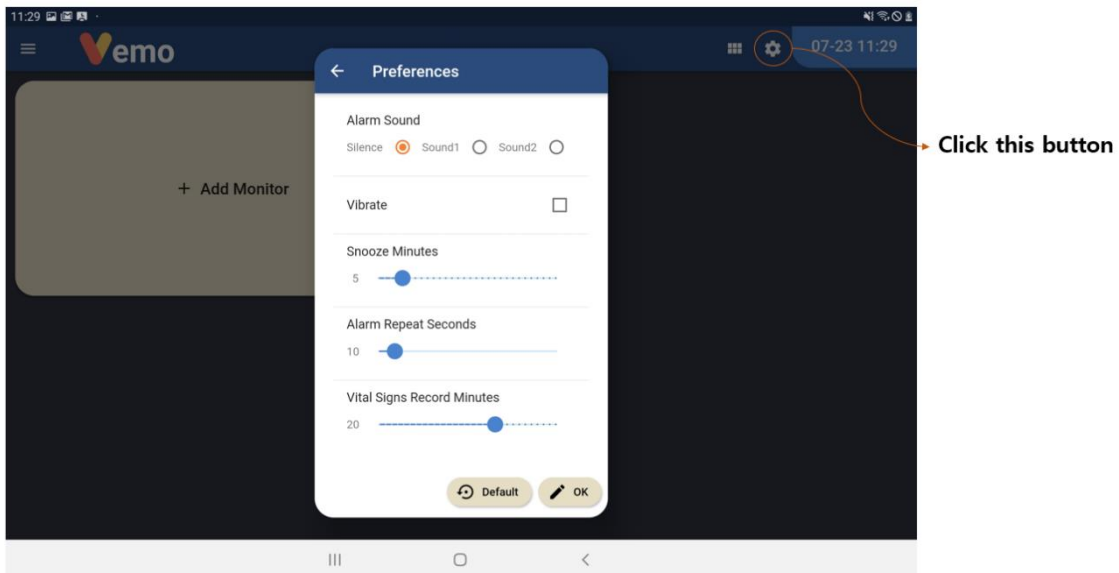 11:29
Vemo
07-23 11:29
Preferences
Click this button
Alarm Sound
Silence Sound1 Sound2
+ Add Monitor
Vibrate
Snooze Minutes
5
Alarm Repeat Seconds
10
Vital Signs Record Minutes
20
Default OK